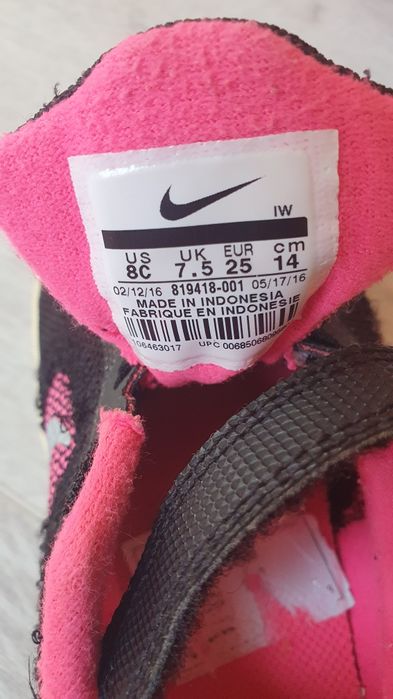 IW
US UK EUR cm
8C 7.5 25 14
02/12/16 819418-001 05/17/16
MADE IN INDONESIA
FABRIQUE EN INDONESIE
106463017 UPC